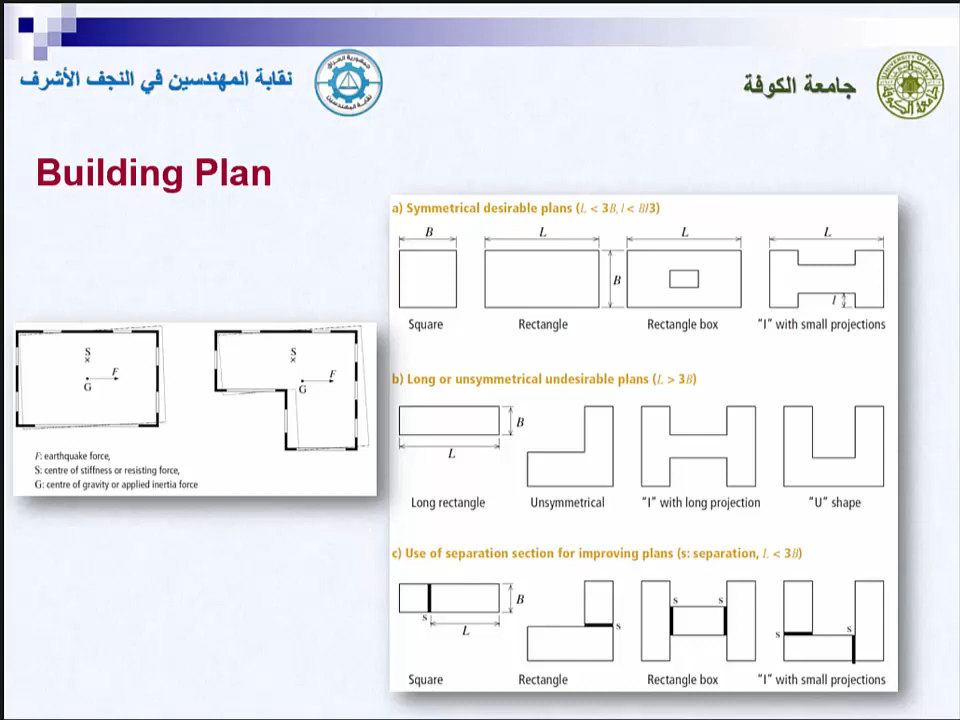 نقابة المهندسين في النجف الأشرف
جامعة الكوفة
Building Plan
a) Symmetrical desirable plans (L < 3B, l < B/3)
B
L
L
L
B
l
Square
Rectangle
Rectangle box
"I" with small projections
S
F
G
S
F
G
F: earthquake force,
S: centre of stiffness or resisting force,
G: centre of gravity or applied inertia force
b) Long or unsymmetrical undesirable plans (L > 3B)
B
L
Long rectangle
Unsymmetrical
"I" with long projection
"U" shape
c) Use of separation section for improving plans (s: separation, L < 3B)
B
s
L
s
s
s
s
s
Square
Rectangle
Rectangle box
"I" with small projections